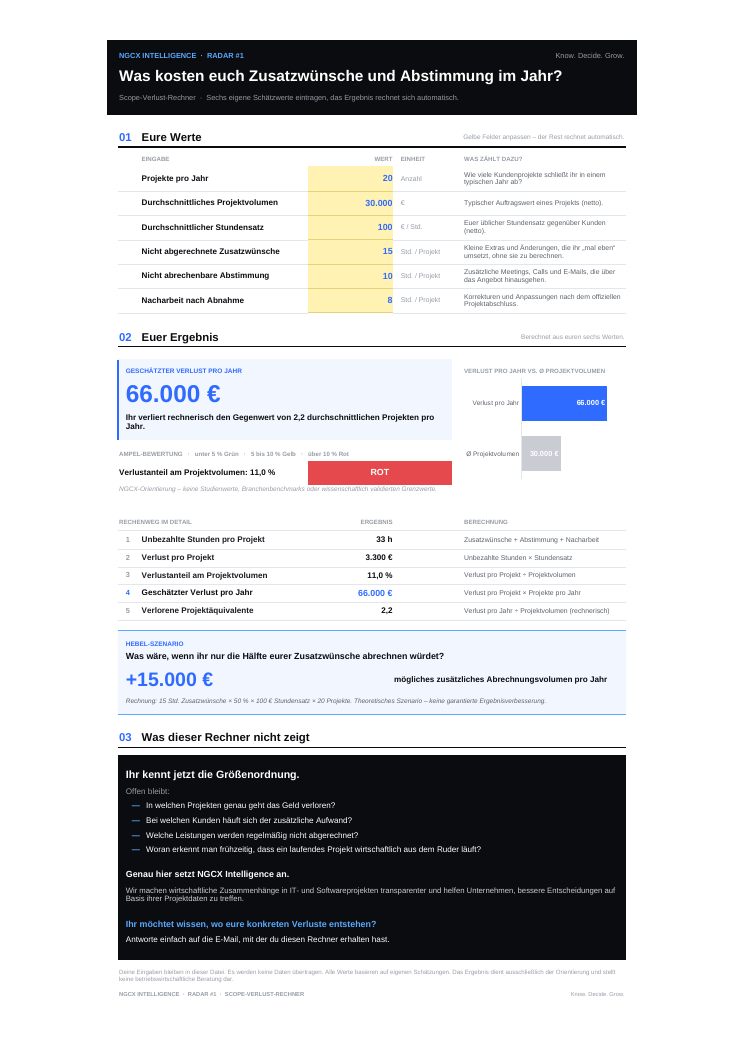 NGCX INTELLIGENCE · RADAR #1 Know. Decide. Grow.
Was kosten euch Zusatzwünsche und Abstimmung im Jahr?
Scope-Verlust-Rechner · Sechs eigene Schätzwerte eintragen, das Ergebnis rechnet sich automatisch.
01 Eure Werte Gelbe Felder anpassen – der Rest rechnet automatisch.
EINGABE WERT EINHEIT WAS ZÄHLT DAZU?
Projekte pro Jahr 20 Anzahl Wie viele Kundenprojekte schließt ihr in einem
typischen Jahr ab?
Durchschnittliches Projektvolumen 30.000 € Typischer Auftragswert eines Projekts (netto).
Durchschnittlicher Stundensatz 100 € / Std. Euer üblicher Stundensatz gegenüber Kunden
(netto).
Nicht abgerechnete Zusatzwünsche 15 Std. / Projekt Kleine Extras und Änderungen, die ihr „mal eben"
umsetzt, ohne sie zu berechnen.
Nicht abrechenbare Abstimmung 10 Std. / Projekt Zusätzliche Meetings, Calls und E-Mails, die über
das Angebot hinausgehen.
Nacharbeit nach Abnahme 8 Std. / Projekt Korrekturen und Anpassungen nach dem offiziellen
Projektabschluss.
02 Euer Ergebnis Berechnet aus euren sechs Werten.
GESCHÄTZTER VERLUST PRO JAHR
66.000 €
Ihr verliert rechnerisch den Gegenwert von 2,2 durchschnittlichen Projekten pro
Jahr.
VERLUST PRO JAHR VS. Ø PROJEKTVOLUMEN
Verlust pro Jahr 66.000 €
Ø Projektvolumen 30.000 €
AMPEL-BEWERTUNG · unter 5 % Grün · 5 bis 10 % Gelb · über 10 % Rot
Verlustanteil am Projektvolumen: 11,0 % ROT
NGCX-Orientierung – keine Studienwerte, Branchenbenchmarks oder wissenschaftlich validierten Grenzwerte.
RECHENWEG IM DETAIL ERGEBNIS BERECHNUNG
1 Unbezahlte Stunden pro Projekt 33 h Zusatzwünsche + Abstimmung + Nacharbeit
2 Verlust pro Projekt 3.300 € Unbezahlte Stunden × Stundensatz
3 Verlustanteil am Projektvolumen 11,0 % Verlust pro Projekt ÷ Projektvolumen
4 Geschätzter Verlust pro Jahr 66.000 € Verlust pro Projekt × Projekte pro Jahr
5 Verlorene Projektäquivalente 2,2 Verlust pro Jahr ÷ Projektvolumen (rechnerisch)
HEBEL-SZENARIO
Was wäre, wenn ihr nur die Hälfte eurer Zusatzwünsche abrechnen würdet?
+15.000 € mögliches zusätzliches Abrechnungsvolumen pro Jahr
Rechnung: 15 Std. Zusatzwünsche × 50 % × 100 € Stundensatz × 20 Projekte. Theoretisches Szenario – keine garantierte Ergebnisverbesserung.
03 Was dieser Rechner nicht zeigt
Ihr kennt jetzt die Größenordnung.
Offen bleibt:
— In welchen Projekten genau geht das Geld verloren?
— Bei welchen Kunden häuft sich der zusätzliche Aufwand?
— Welche Leistungen werden regelmäßig nicht abgerechnet?
— Woran erkennt man frühzeitig, dass ein laufendes Projekt wirtschaftlich aus dem Ruder läuft?
Genau hier setzt NGCX Intelligence an.
Wir machen wirtschaftliche Zusammenhänge in IT- und Softwareprojekten transparenter und helfen Unternehmen, bessere Entscheidungen auf
Basis ihrer Projektdaten zu treffen.
Ihr möchtet wissen, wo eure konkreten Verluste entstehen?
Antworte einfach auf die E-Mail, mit der du diesen Rechner erhalten hast.
Deine Eingaben bleiben in dieser Datei. Es werden keine Daten übertragen. Alle Werte basieren auf eigenen Schätzungen. Das Ergebnis dient ausschließlich der Orientierung und stellt
keine betriebswirtschaftliche Beratung dar.
NGCX INTELLIGENCE · RADAR #1 · SCOPE-VERLUST-RECHNER Know. Decide. Grow.